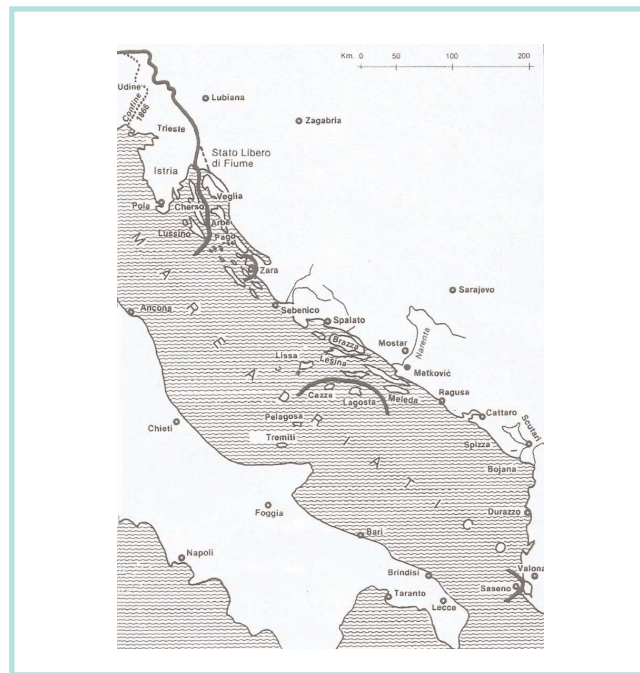 Km. 0 50 100 200
Udine
Confine
1866
Lubiana
Zagabria
Trieste
Stato Libero
di Fiume
Istria
Pola
Cherso
Veglia
Arbe
Lussino
Pago
Zara
MARE ADRIATICO
Ancona
Sebenico
Sarajevo
Spalato
Brazza
Mostar
Narenta
Lissa
Lesina
Metković
Cazza
Lagosta
Meleda
Ragusa
Pelagosa
Cattaro
Scutari
Chieti
Tremiti
Spizza
Bojana
Foggia
Durazzo
Bari
Napoli
Brindisi
Valona
Saseno
Taranto
Lecce